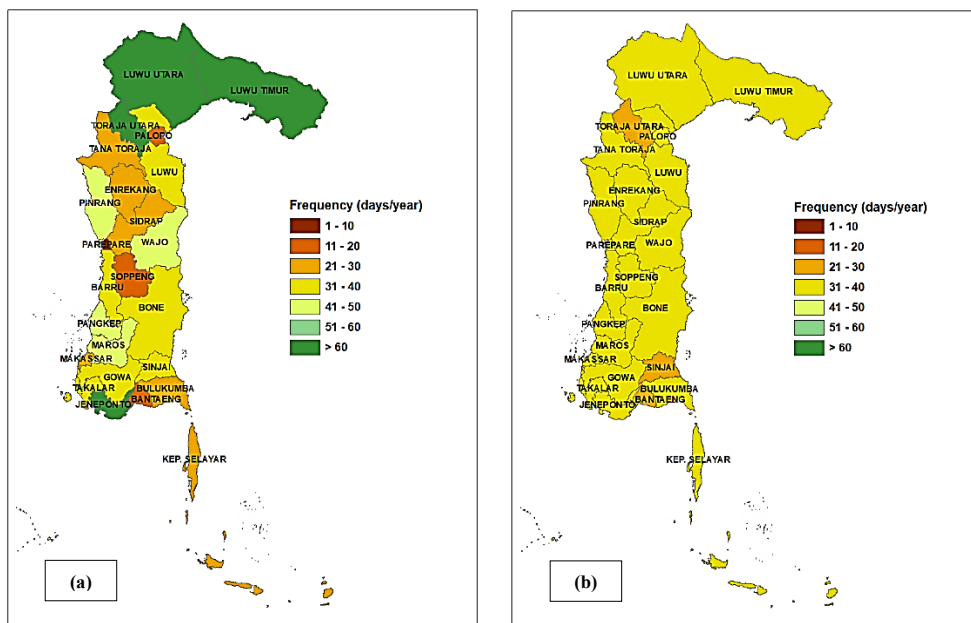 LUWU UTARA
LUWU TIMUR
TORAJA UTARA
PALOPO
TANA TORAJA
LUWU
ENREKANG
PINRANG
SIDRAP
PAREPARE
WAJO
SOPPENG
BARRU
BONE
PANGKEP
MAROS
MAKASSAR
GOWA
SINJAI
TAKALAR
BULUKUMBA
JENEPONTO
BANTAENG
KEP. SELAYAR
Frequency (days/year)
1 - 10
11 - 20
21 - 30
31 - 40
41 - 50
51 - 60
> 60
(a)
LUWU UTARA
LUWU TIMUR
TORAJA UTARA
PALOPO
TANA TORAJA
LUWU
ENREKANG
PINRANG
SIDRAP
PAREPARE
WAJO
SOPPENG
BARRU
BONE
PANGKEP
MAROS
MAKASSAR
GOWA
SINJAI
TAKALAR
BULUKUMBA
JENEPONTO
BANTAENG
KEP. SELAYAR
Frequency (days/year)
1 - 10
11 - 20
21 - 30
31 - 40
41 - 50
51 - 60
> 60
(b)